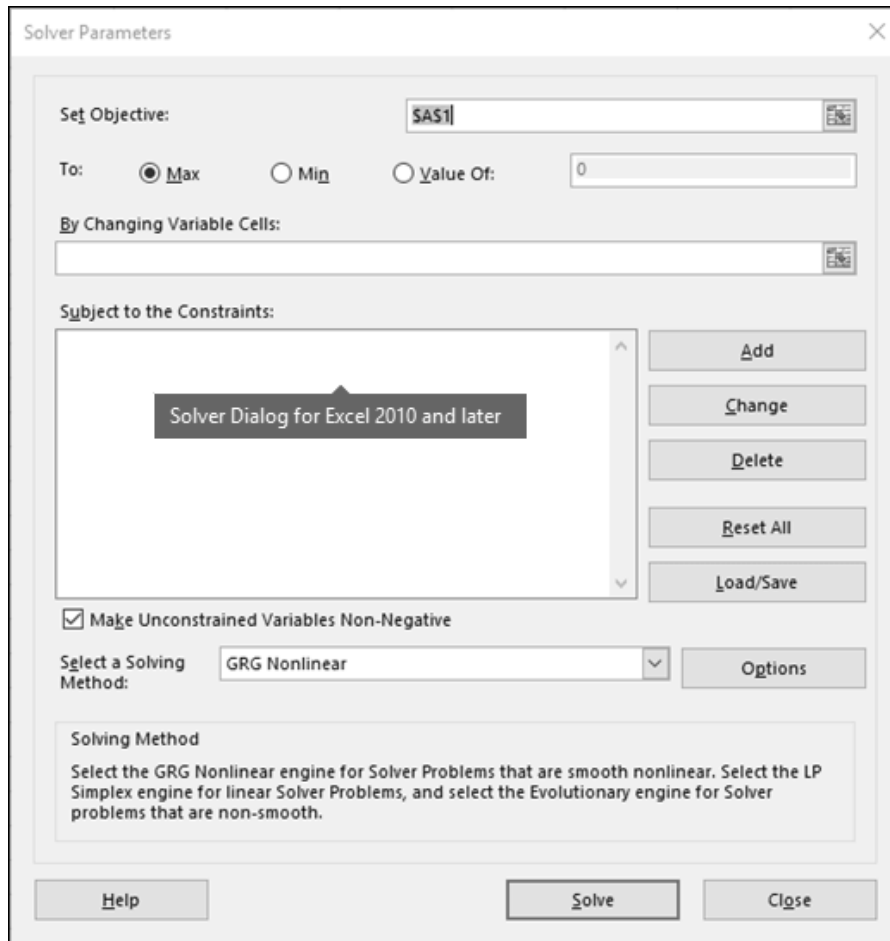 Solver Parameters
Set Objective: $A$1
To: Max Min Value Of: 0
By Changing Variable Cells:
Subject to the Constraints:
Add
Solver Dialog for Excel 2010 and later
Change
Delete
Reset All
Load/Save
Make Unconstrained Variables Non-Negative
Select a Solving
Method:
GRG Nonlinear
Options
Solving Method
Select the GRG Nonlinear engine for Solver Problems that are smooth nonlinear. Select the LP
Simplex engine for linear Solver Problems, and select the Evolutionary engine for Solver
problems that are non-smooth.
Help Solve Close